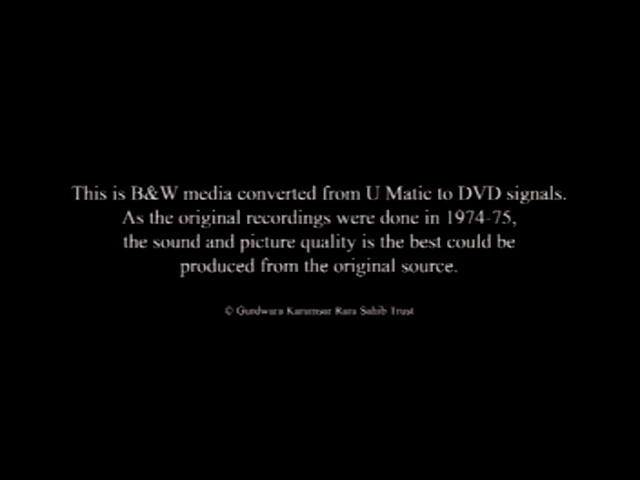 This is B&W media converted from U Matic to DVD signals.
As the original recordings were done in 1974-75,
the sound and picture quality is the best could be
produced from the original source.
© Gurdwara Karamsar Rara Sahib Trust